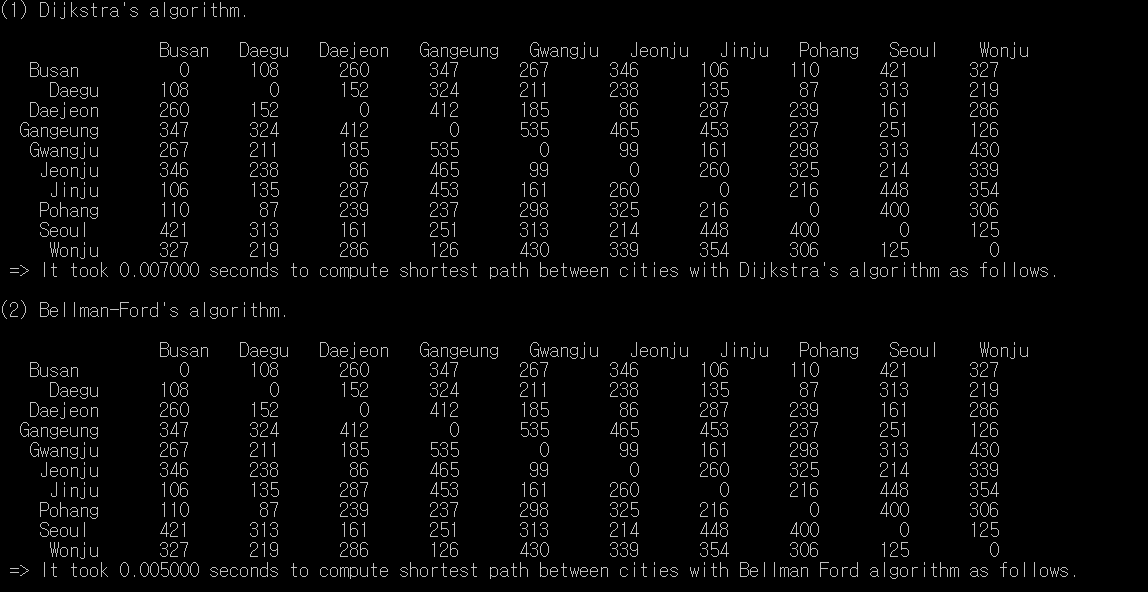 (1) Dijkstra's algorithm.
Busan Daegu Daejeon Gangeung Gwangju Jeonju Jinju Pohang Seoul Wonju
Busan 0 108 260 347 267 346 106 110 421 327
Daegu 108 0 152 324 211 238 135 87 313 219
Daejeon 260 152 0 412 185 86 287 239 161 286
Gangeung 347 324 412 0 535 465 453 237 251 126
Gwangju 267 211 185 535 0 99 161 298 313 430
Jeonju 346 238 86 465 99 0 260 325 214 339
Jinju 106 135 287 453 161 260 0 216 448 354
Pohang 110 87 239 237 298 325 216 0 400 306
Seoul 421 313 161 251 313 214 448 400 0 125
Wonju 327 219 286 126 430 339 354 306 125 0
=> It took 0.007000 seconds to compute shortest path between cities with Dijkstra's algorithm as follows.
(2) Bellman-Ford's algorithm.
Busan Daegu Daejeon Gangeung Gwangju Jeonju Jinju Pohang Seoul Wonju
Busan 0 108 260 347 267 346 106 110 421 327
Daegu 108 0 152 324 211 238 135 87 313 219
Daejeon 260 152 0 412 185 86 287 239 161 286
Gangeung 347 324 412 0 535 465 453 237 251 126
Gwangju 267 211 185 535 0 99 161 298 313 430
Jeonju 346 238 86 465 99 0 260 325 214 339
Jinju 106 135 287 453 161 260 0 216 448 354
Pohang 110 87 239 237 298 325 216 0 400 306
Seoul 421 313 161 251 313 214 448 400 0 125
Wonju 327 219 286 126 430 339 354 306 125 0
=> It took 0.005000 seconds to compute shortest path between cities with Bellman Ford algorithm as follows.